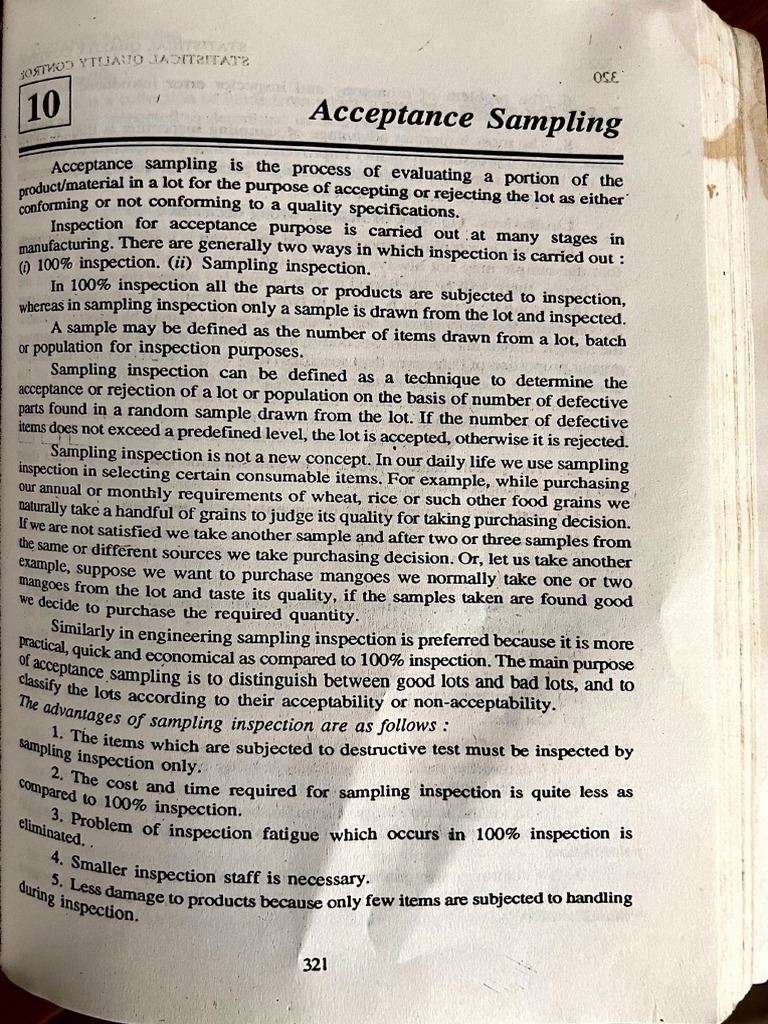 STATISTICAL QUALITY CONTROL
320
10
Acceptance Sampling
Acceptance sampling is the process of evaluating a portion of the
product/material in a lot for the purpose of accepting or rejecting the lot as either
conforming or not conforming to a quality specifications.
Inspection for acceptance purpose is carried out at many stages in
manufacturing. There are generally two ways in which inspection is carried out :
(i) 100% inspection. (ii) Sampling inspection.
In 100% inspection all the parts or products are subjected to inspection,
whereas in sampling inspection only a sample is drawn from the lot and inspected.
A sample may be defined as the number of items drawn from a lot, batch
or population for inspection purposes.
Sampling inspection can be defined as a technique to determine the
acceptance or rejection of a lot or population on the basis of number of defective
parts found in a random sample drawn from the lot. If the number of defective
items does not exceed a predefined level, the lot is accepted, otherwise it is rejected.
Sampling inspection is not a new concept. In our daily life we use sampling
inspection in selecting certain consumable items. For example, while purchasing
our annual or monthly requirements of wheat, rice or such other food grains we
naturally take a handful of grains to judge its quality for taking purchasing decision.
If we are not satisfied we take another sample and after two or three samples from
the same or different sources we take purchasing decision. Or, let us take another
example, suppose we want to purchase mangoes we normally take one or two
mangoes from the lot and taste its quality, if the samples taken are found good
we decide to purchase the required quantity.
Similarly in engineering sampling inspection is preferred because it is more
practical, quick and economical as compared to 100% inspection. The main purpose
of acceptance sampling is to distinguish between good lots and bad lots, and to
classify the lots according to their acceptability or non-acceptability.
The advantages of sampling inspection are as follows :
1. The items which are subjected to destructive test must be inspected by
sampling inspection only.
2. The cost and time required for sampling inspection is quite less as
compared to 100% inspection.
3. Problem of inspection fatigue which occurs in 100% inspection is
eliminated.
4. Smaller inspection staff is necessary.
5. Less damage to products because only few items are subjected to handling
during inspection.
321